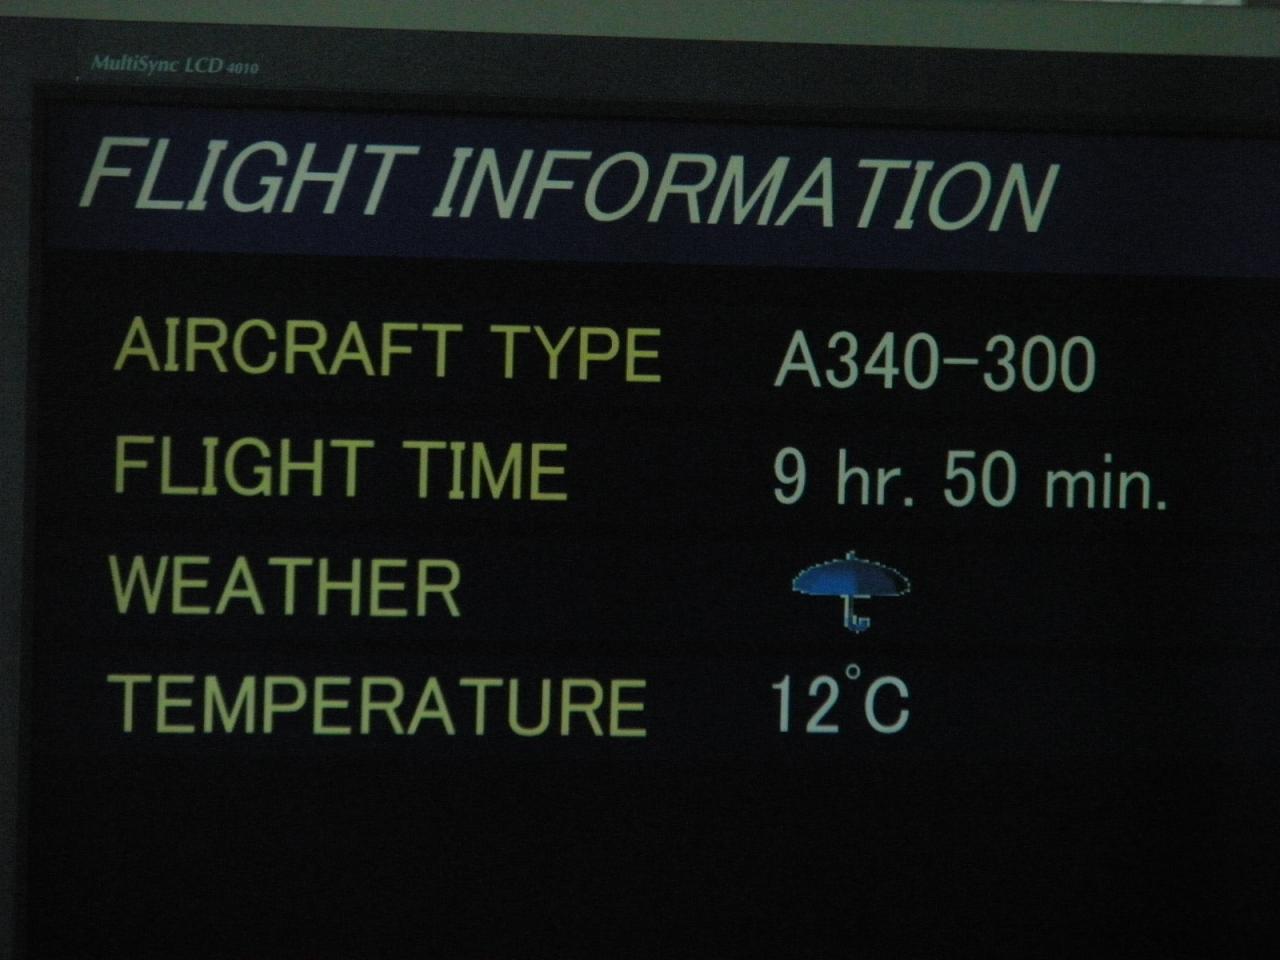 MultiSync LCD 4010
FLIGHT INFORMATION
AIRCRAFT TYPE A340-300
FLIGHT TIME 9 hr. 50 min.
WEATHER
TEMPERATURE 12°C